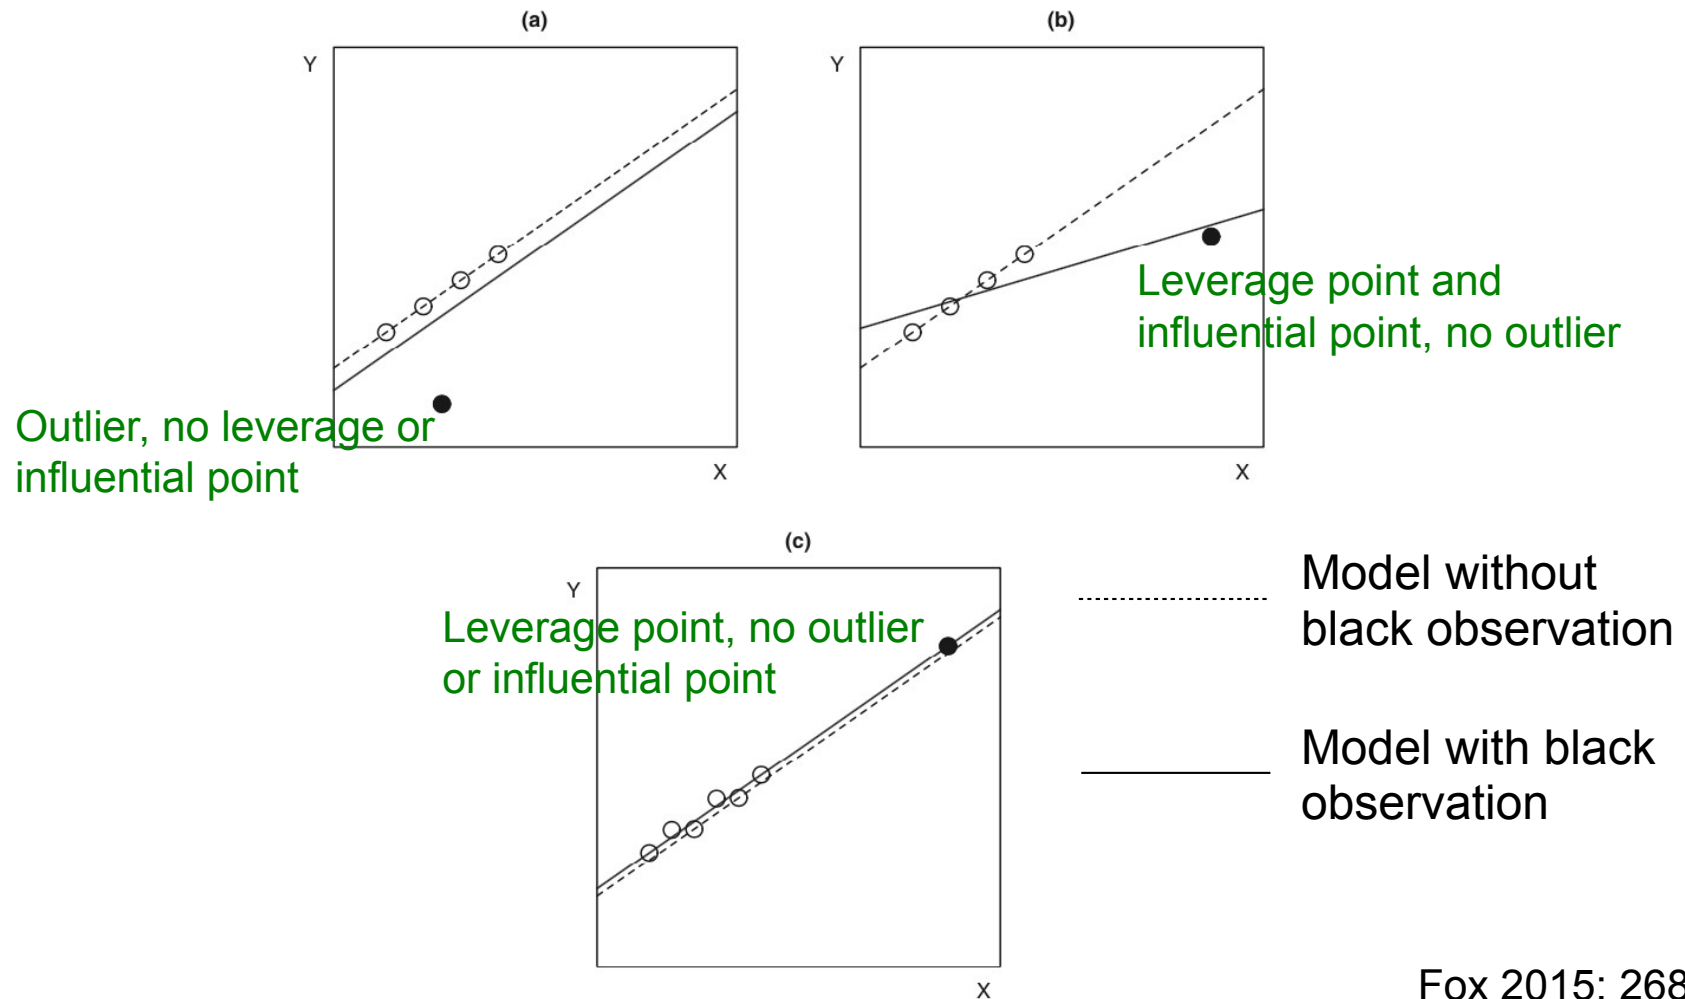 (a)
(b)
Y
Y
Leverage point and
influential point, no outlier
Outlier, no leverage or
influential point
X
X
(c)
Y
Leverage point, no outlier
or influential point
X
Model without
black observation
Model with black
observation
Fox 2015: 268